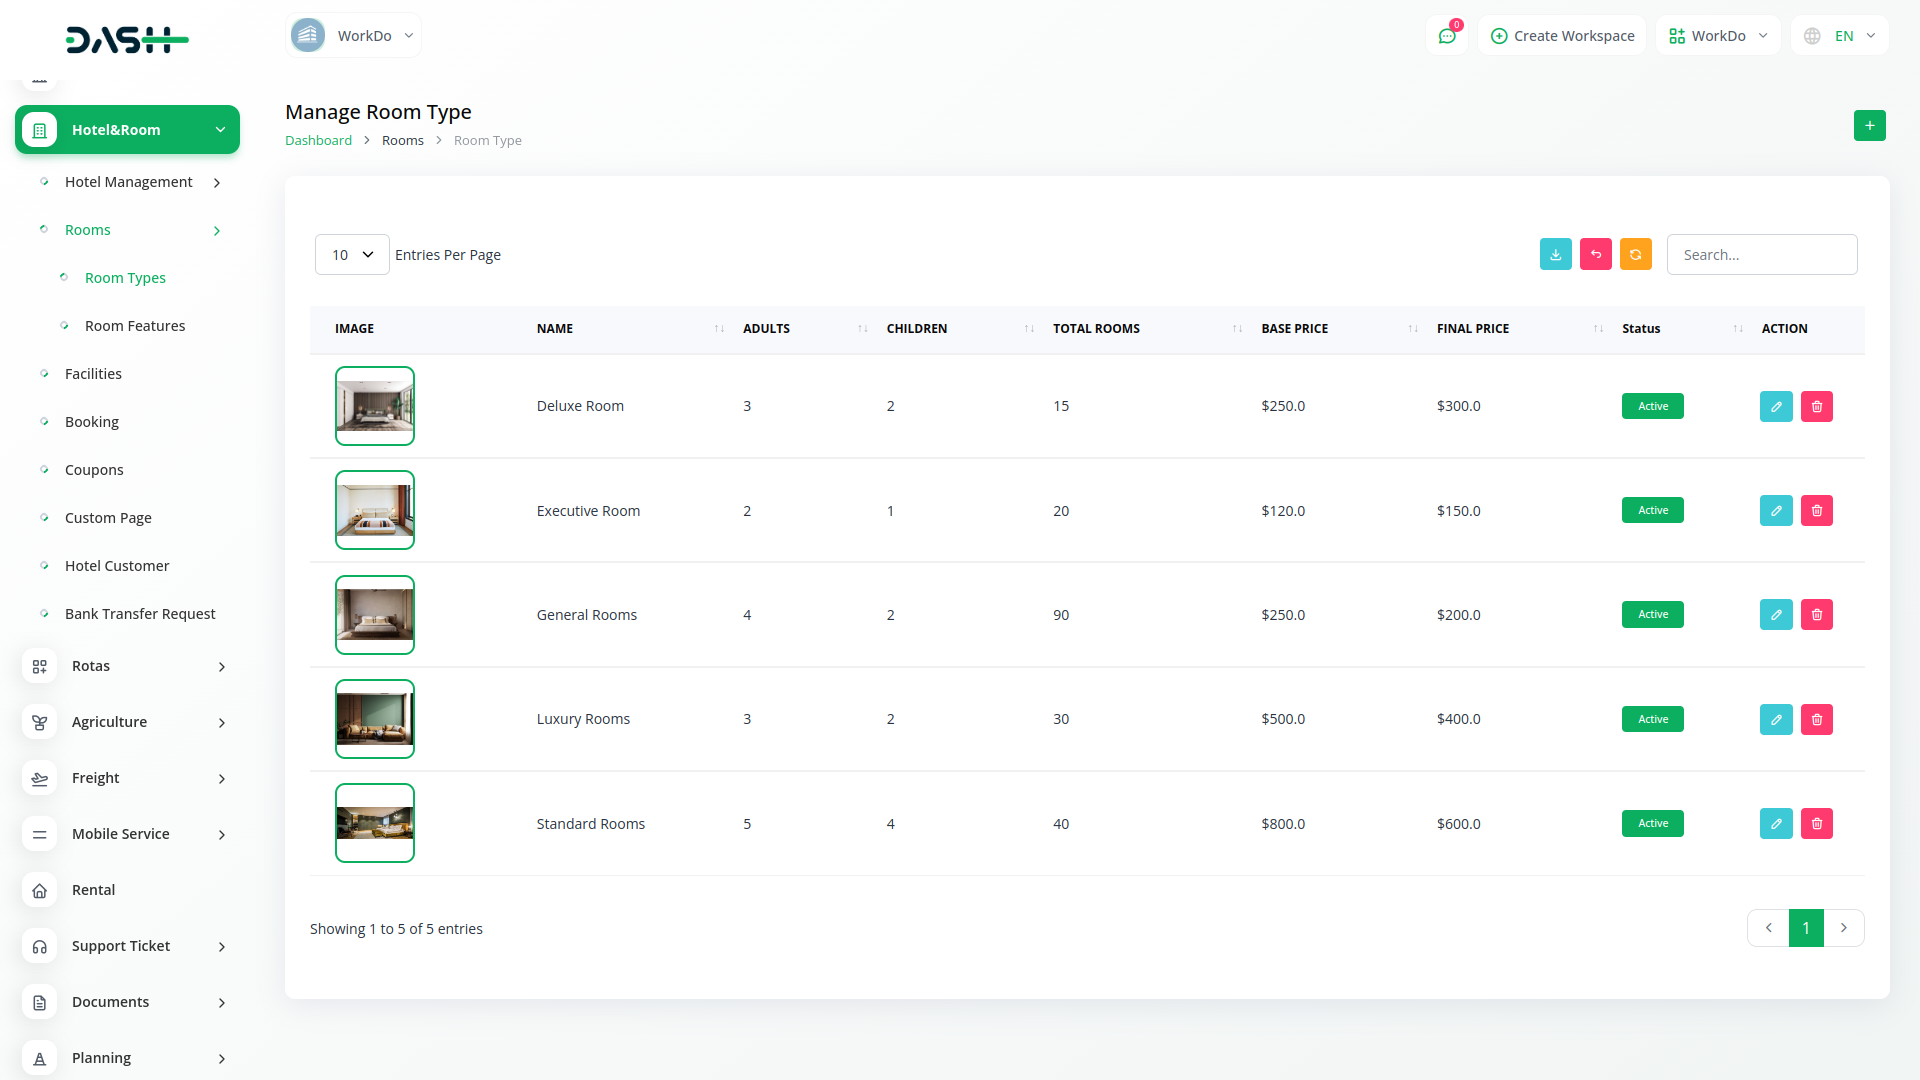 DASH
WorkDo
0
Create Workspace
WorkDo
EN
Hotel&Room
Hotel Management
Rooms
Room Types
Room Features
Facilities
Booking
Coupons
Custom Page
Hotel Customer
Bank Transfer Request
Rotas
Agriculture
Freight
Mobile Service
Rental
Support Ticket
Documents
Planning
Manage Room Type
Dashboard > Rooms > Room Type
10 Entries Per Page
Search...
IMAGE NAME ADULTS CHILDREN TOTAL ROOMS BASE PRICE FINAL PRICE Status ACTION
Deluxe Room 3 2 15 $250.0 $300.0 Active
Executive Room 2 1 20 $120.0 $150.0 Active
General Rooms 4 2 90 $250.0 $200.0 Active
Luxury Rooms 3 2 30 $500.0 $400.0 Active
Standard Rooms 5 4 40 $800.0 $600.0 Active
Showing 1 to 5 of 5 entries
1